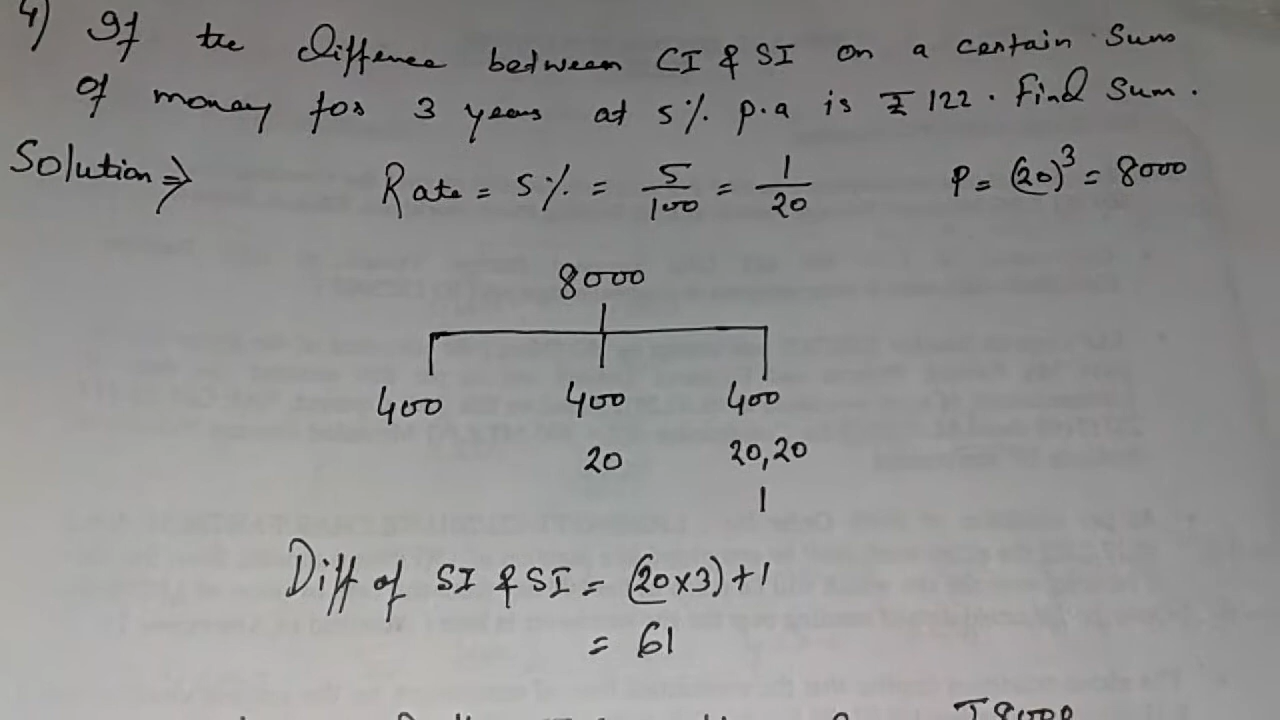 4) If the Diffence between CI & SI on a certain Sum
of money for 3 years at 5% p.a is ₹ 122. Find Sum.
Solution ⇒ Rate = 5% = 5/100 = 1/20 P = (20)³ = 8000
8000
400 400 400
20 20,20
1
Diff of SI & SI = (20×3)+1
= 61
₹8000